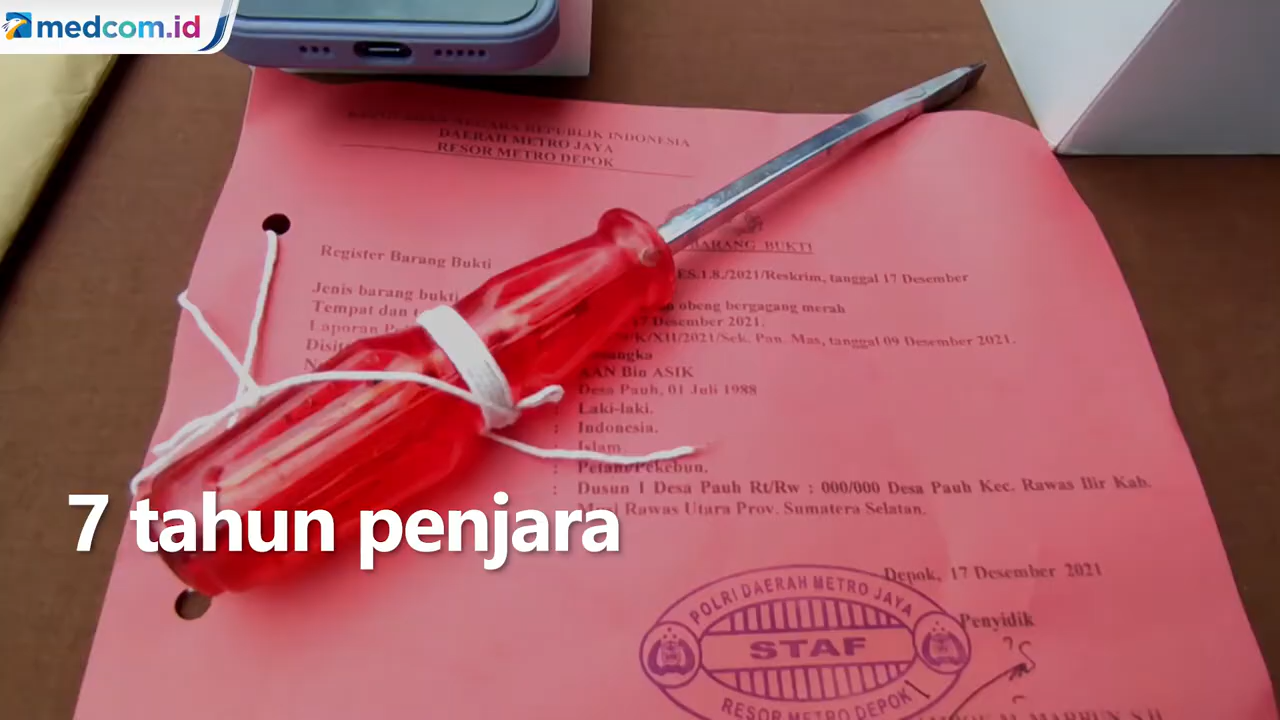 medcom.id
NEGARA REPUBLIK INDONESIA
DAERAH METRO JAYA
RESOR METRO DEPOK
BARANG BUKTI
Register Barang Bukti
ES.1.8./2021/Reskrim, tanggal 17 Desember
Jenis barang bukti
obeng bergagang merah
Tempat dan
17 Desember 2021.
Laporan
K/XII/2021/Sek. Pan. Mas, tanggal 09 Desember 2021.
AAN Bin ASIK
Desa Pauh, 01 Juli 1988
: Laki-laki.
: Indonesia.
: Islam
: Petani/Pekebun.
: Dusun I Desa Pauh Rt/Rw : 000/000 Desa Pauh Kec. Rawas Ilir Kab.
Musi Rawas Utara Prov. Sumatera Selatan.
7 tahun penjara
Depok, 17 Desember 2021
Penyidik
POLRI DAERAH METRO JAYA
STAF
RESOR METRO DEPOK